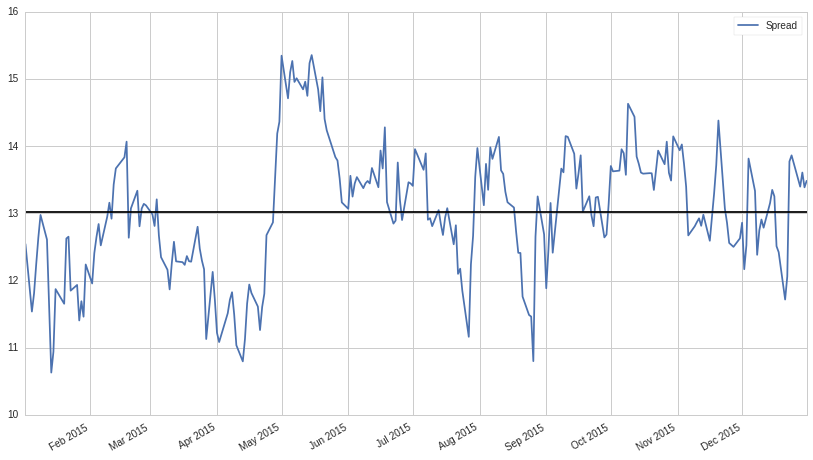 16
Spread
15
14
13
12
11
10
Feb 2015
Mar 2015
Apr 2015
May 2015
Jun 2015
Jul 2015
Aug 2015
Sep 2015
Oct 2015
Nov 2015
Dec 2015